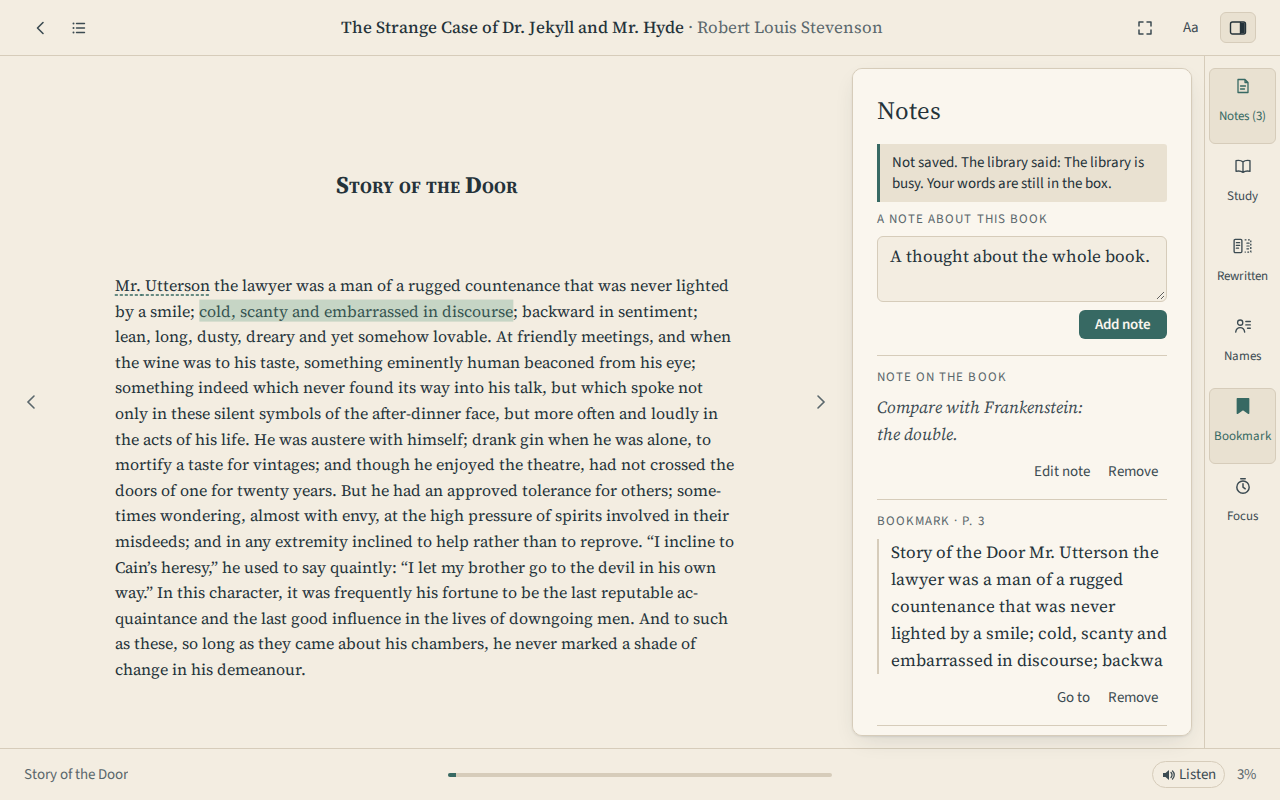 The Strange Case of Dr. Jekyll and Mr. Hyde · Robert Louis Stevenson
Aa
Story of the Door
Mr. Utterson the lawyer was a man of a rugged countenance that was never lighted
by a smile; cold, scanty and embarrassed in discourse; backward in sentiment;
lean, long, dusty, dreary and yet somehow lovable. At friendly meetings, and when
the wine was to his taste, something eminently human beaconed from his eye;
something indeed which never found its way into his talk, but which spoke not
only in these silent symbols of the after-dinner face, but more often and loudly in
the acts of his life. He was austere with himself; drank gin when he was alone, to
mortify a taste for vintages; and though he enjoyed the theatre, had not crossed the
doors of one for twenty years. But he had an approved tolerance for others; some-
times wondering, almost with envy, at the high pressure of spirits involved in their
misdeeds; and in any extremity inclined to help rather than to reprove. “I incline to
Cain’s heresy,” he used to say quaintly: “I let my brother go to the devil in his own
way.” In this character, it was frequently his fortune to be the last reputable ac-
quaintance and the last good influence in the lives of downgoing men. And to such
as these, so long as they came about his chambers, he never marked a shade of
change in his demeanour.
Notes
Not saved. The library said: The library is
busy. Your words are still in the box.
A NOTE ABOUT THIS BOOK
A thought about the whole book.
Add note
NOTE ON THE BOOK
Compare with Frankenstein:
the double.
Edit note Remove
BOOKMARK · P. 3
Story of the Door Mr. Utterson the
lawyer was a man of a rugged
countenance that was never
lighted by a smile; cold, scanty and
embarrassed in discourse; backwa
Go to Remove
Notes (3)
Study
Rewritten
Names
Bookmark
Focus
Story of the Door
Listen
3%